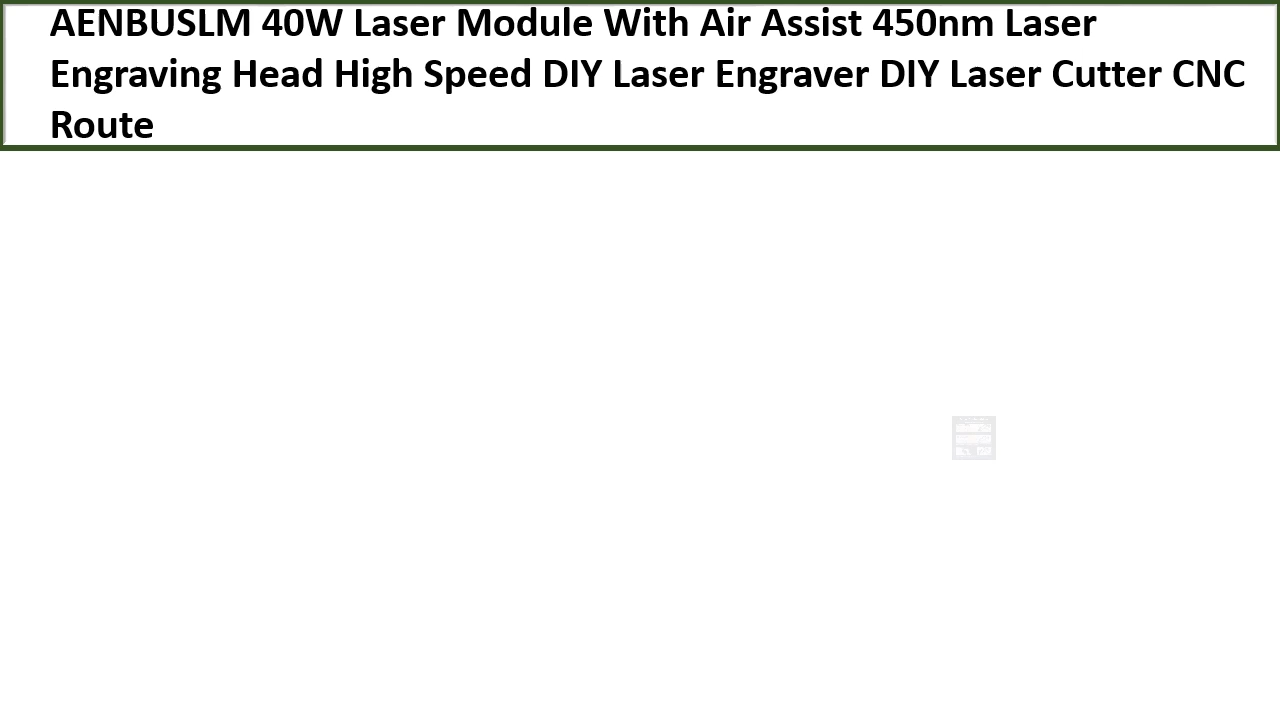 AENBUSLM 40W Laser Module With Air Assist 450nm Laser
Engraving Head High Speed DIY Laser Engraver DIY Laser Cutter CNC
Route